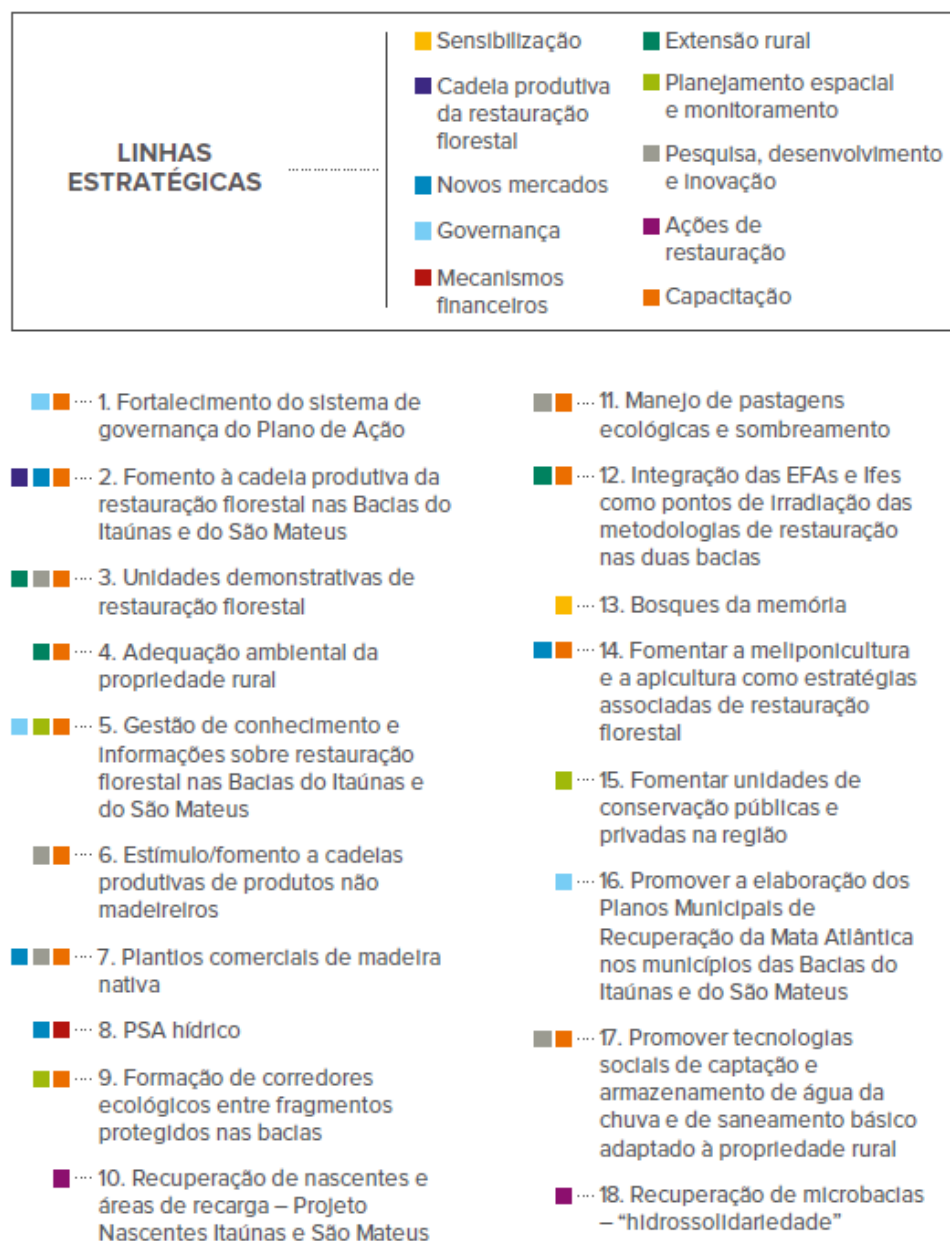 LINHAS
ESTRATÉGICAS
Sensibilização
Cadeia produtiva
da restauração
florestal
Novos mercados
Governança
Mecanismos
financeiros
Extensão rural
Planejamento espacial
e monitoramento
Pesquisa, desenvolvimento
e inovação
Ações de
restauração
Capacitação
1. Fortalecimento do sistema de
governança do Plano de Ação
2. Fomento à cadeia produtiva da
restauração florestal nas Bacias do
Itaúnas e do São Mateus
3. Unidades demonstrativas de
restauração florestal
4. Adequação ambiental da
propriedade rural
5. Gestão de conhecimento e
informações sobre restauração
florestal nas Bacias do Itaúnas e
do São Mateus
6. Estímulo/fomento a cadeias
produtivas de produtos não
madeireiros
7. Plantios comerciais de madeira
nativa
8. PSA hídrico
9. Formação de corredores
ecológicos entre fragmentos
protegidos nas bacias
10. Recuperação de nascentes e
áreas de recarga – Projeto
Nascentes Itaúnas e São Mateus
11. Manejo de pastagens
ecológicas e sombreamento
12. Integração das EFAs e Ifes
como pontos de irradiação das
metodologias de restauração
nas duas bacias
13. Bosques da memória
14. Fomentar a meliponicultura
e a apicultura como estratégias
associadas de restauração
florestal
15. Fomentar unidades de
conservação públicas e
privadas na região
16. Promover a elaboração dos
Planos Municipais de
Recuperação da Mata Atlântica
nos municípios das Bacias do
Itaúnas e do São Mateus
17. Promover tecnologias
sociais de captação e
armazenamento de água da
chuva e de saneamento básico
adaptado à propriedade rural
18. Recuperação de microbacias
– “hidrossolidariedade”